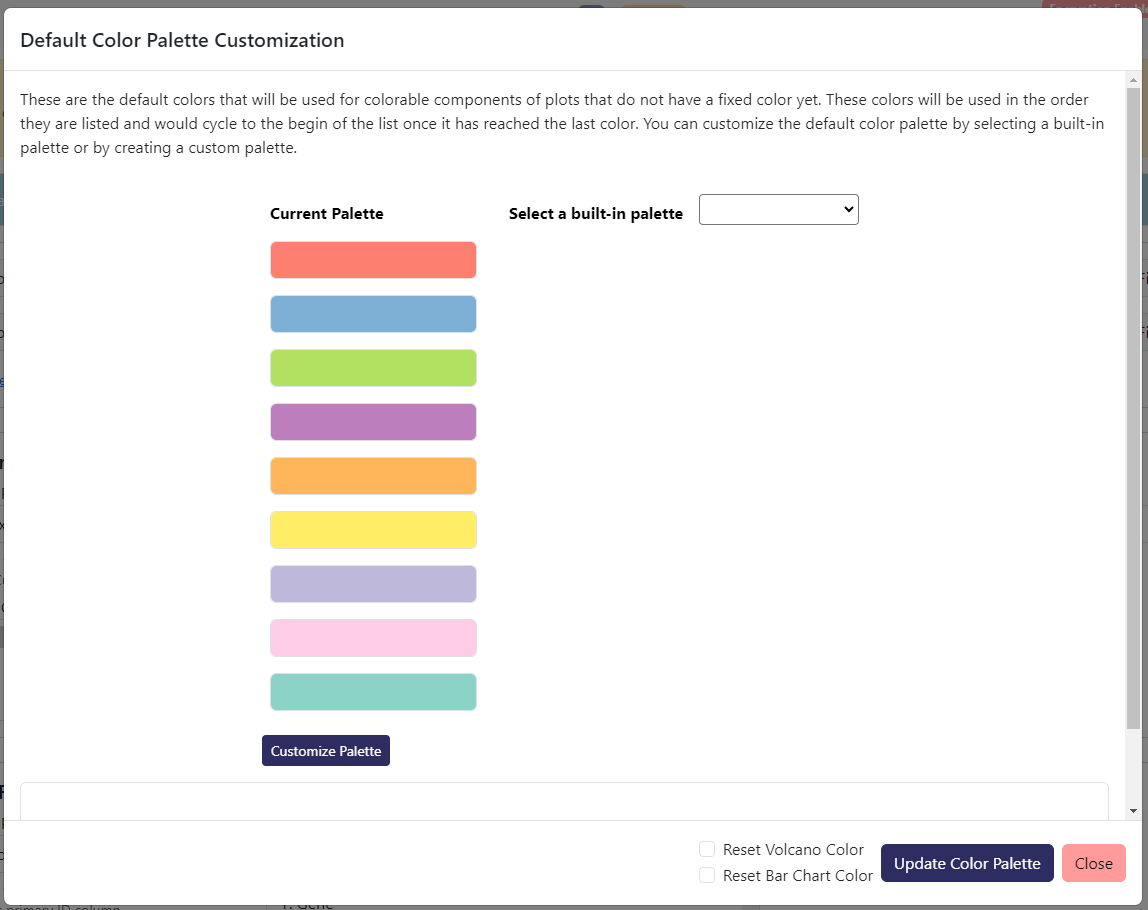 Default Color Palette Customization
These are the default colors that will be used for colorable components of plots that do not have a fixed color yet. These colors will be used in the order
they are listed and would cycle to the begin of the list once it has reached the last color. You can customize the default color palette by selecting a built-in
palette or by creating a custom palette.
Current Palette
Select a built-in palette
Customize Palette
Reset Volcano Color
Reset Bar Chart Color
Update Color Palette
Close